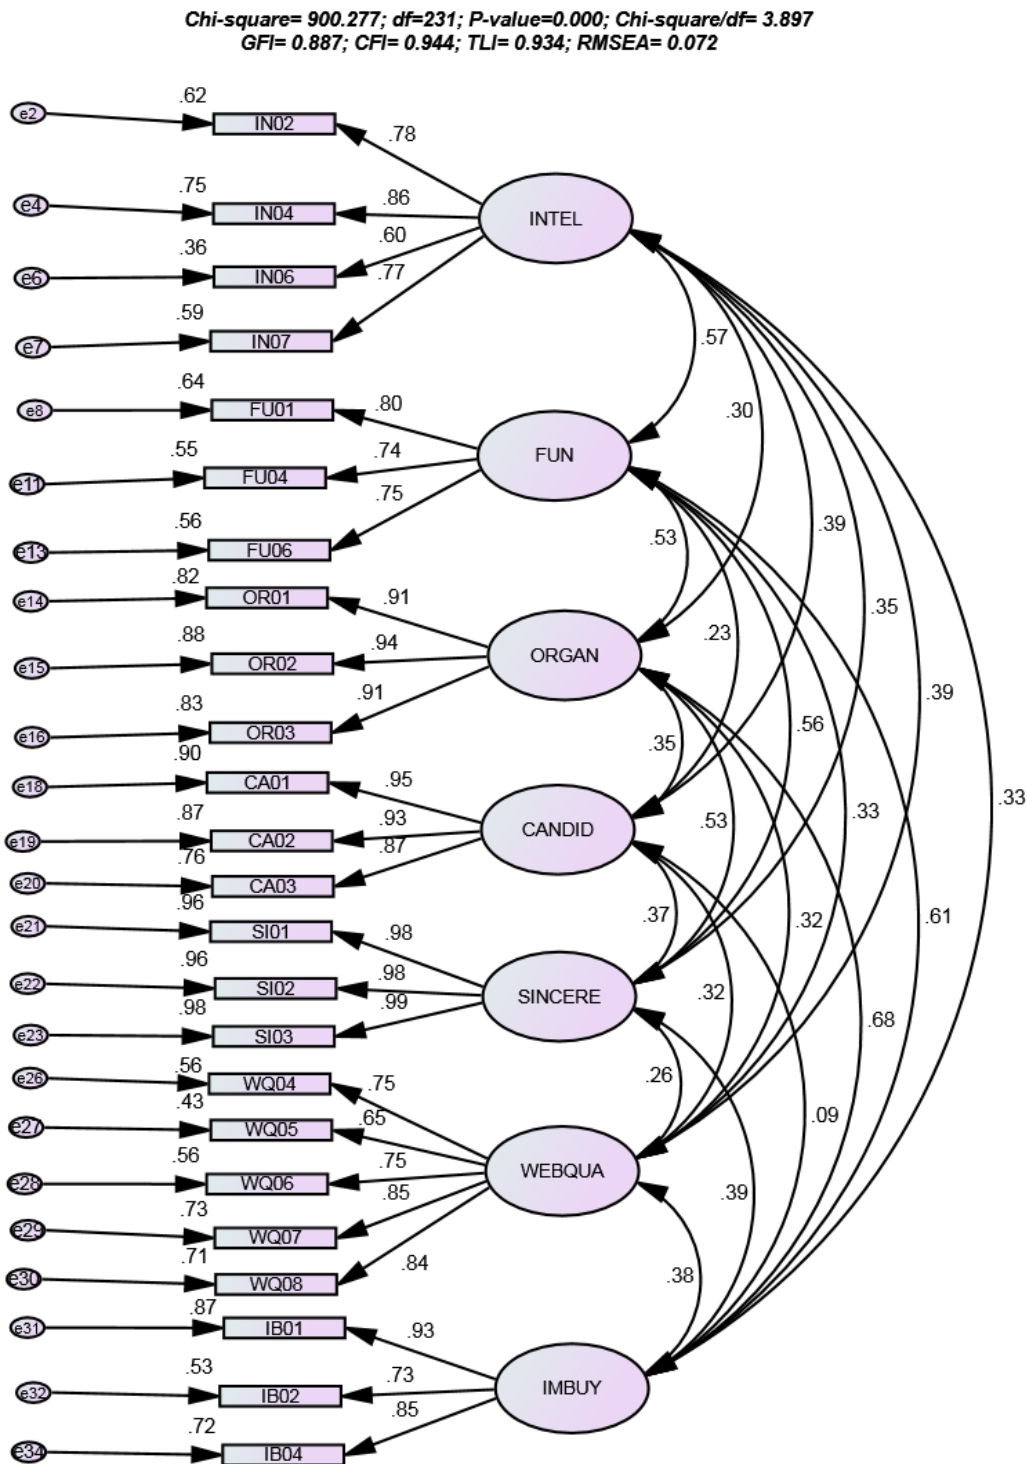 Chi-square= 900.277; df=231; P-value=0.000; Chi-square/df= 3.897
GFI= 0.887; CFI= 0.944; TLI= 0.934; RMSEA= 0.072
.62
e2
IN02
.78
.75
e4
IN04
.86
INTEL
.36
.60
e6
IN06
.77
.59
e7
IN07
.57
.64
e8
FU01
.80
.30
.55
.74
FUN
e11
FU04
.75
.56
.39
e13
FU06
.53
.82
e14
OR01
.91
.35
.88
.94
.23
e15
OR02
ORGAN
.83
.91
.39
e16
OR03
.56
.90
.35
e18
CA01
.95
.33
.87
.93
.53
.33
e19
CA02
.87
CANDID
.76
e20
CA03
.96
.37
.32
.61
e21
SI01
.98
.96
.98
e22
SI02
.99
SINCERE
.32
.98
.68
e23
SI03
.56
.26
e26
WQ04
.75
.43
.65
.09
e27
WQ05
.56
.75
WEBQUA
e28
WQ06
.85
.39
.73
e29
WQ07
.71
.84
.38
e30
WQ08
.87
e31
IB01
.93
.53
.73
IMBUY
e32
IB02
.85
.72
e34
IB04